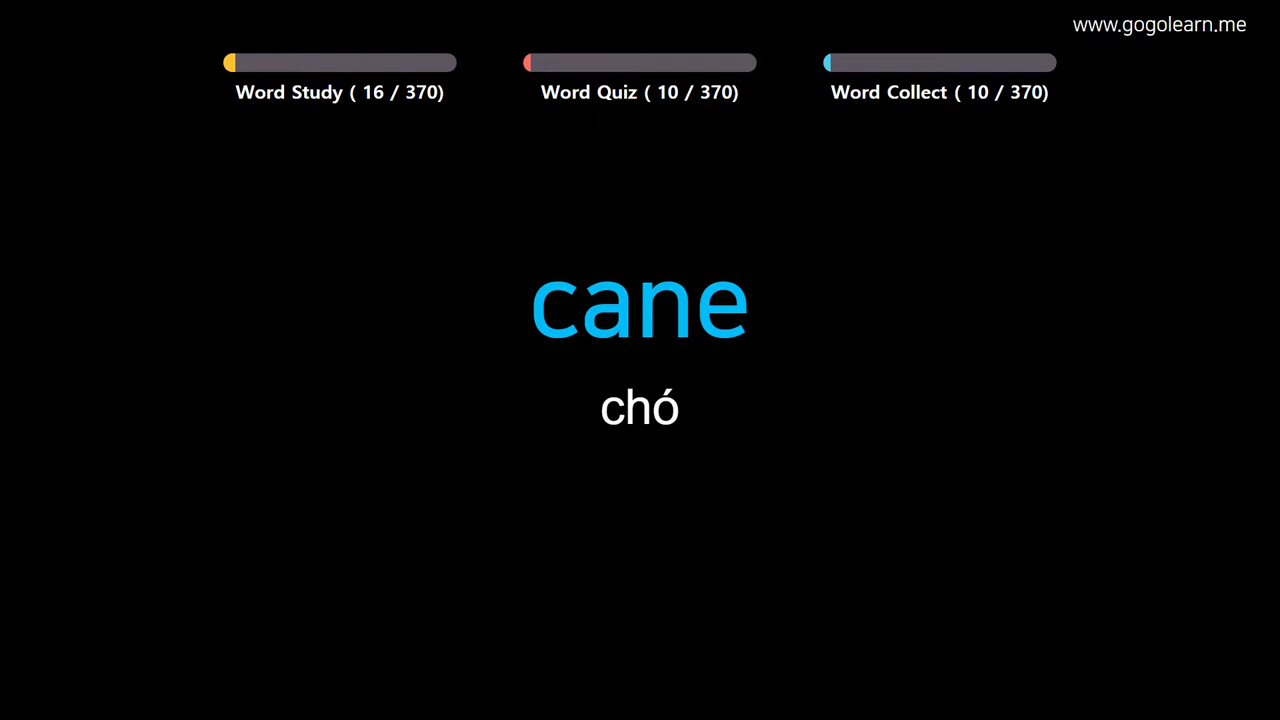 www.gogolearn.me
Word Study ( 16 / 370)
Word Quiz ( 10 / 370)
Word Collect ( 10 / 370)
cane
chó